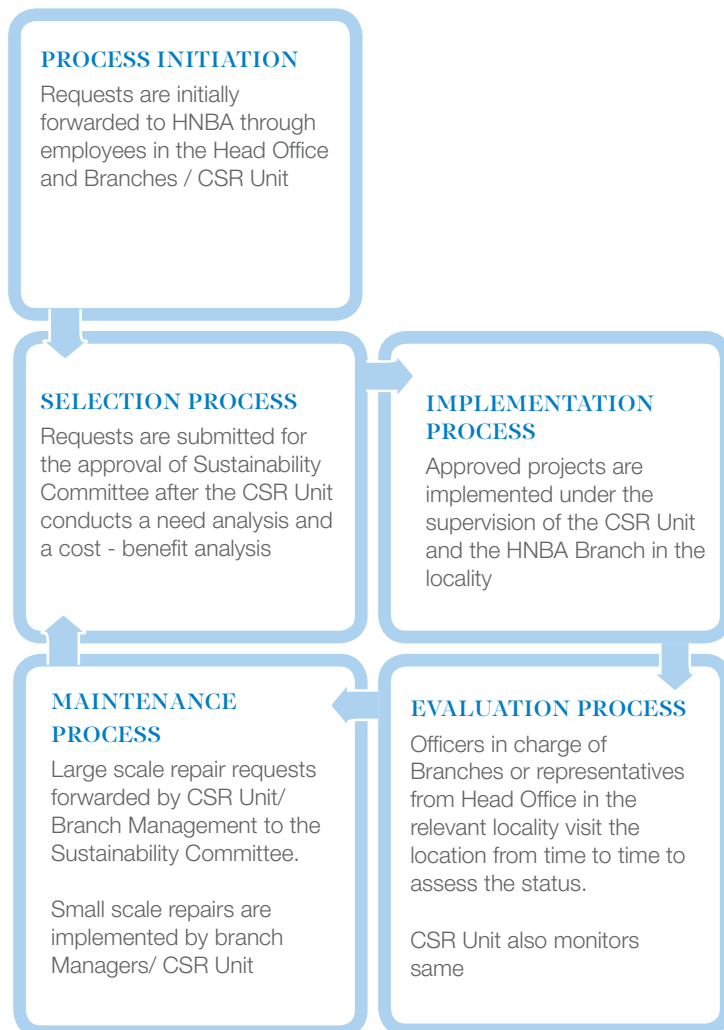 PROCESS INITIATION
Requests are initially
forwarded to HNBA through
employees in the Head Office
and Branches / CSR Unit
SELECTION PROCESS
Requests are submitted for
the approval of Sustainability
Committee after the CSR Unit
conducts a need analysis and
a cost - benefit analysis
IMPLEMENTATION
PROCESS
Approved projects are
implemented under the
supervision of the CSR Unit
and the HNBA Branch in the
locality
EVALUATION PROCESS
Officers in charge of
Branches or representatives
from Head Office in the
relevant locality visit the
location from time to time to
assess the status.
CSR Unit also monitors
same
MAINTENANCE
PROCESS
Large scale repair requests
forwarded by CSR Unit/
Branch Management to the
Sustainability Committee.
Small scale repairs are
implemented by branch
Managers/ CSR Unit